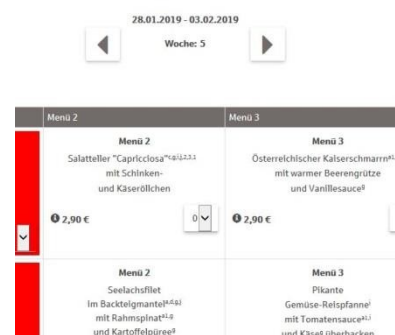 28.01.2019 - 03.02.2019
Woche: 5
Menü 2
Menü 3
Menü 2
Salatteller "Capricciosa"
mit Schinken-
und Käseröllchen
2,90 €
0
Menü 3
Österreichischer Kaiserschmarrn
mit warmer Beerengrütze
und Vanillesauce
2,90 €
Menü 2
Seelachsfilet
im Backteigmantel
mit Rahmspinat
und Kartoffelpüree
Menü 3
Pikante
Gemüse-Reispfanne
mit Tomatensauce
und Käse überbacken